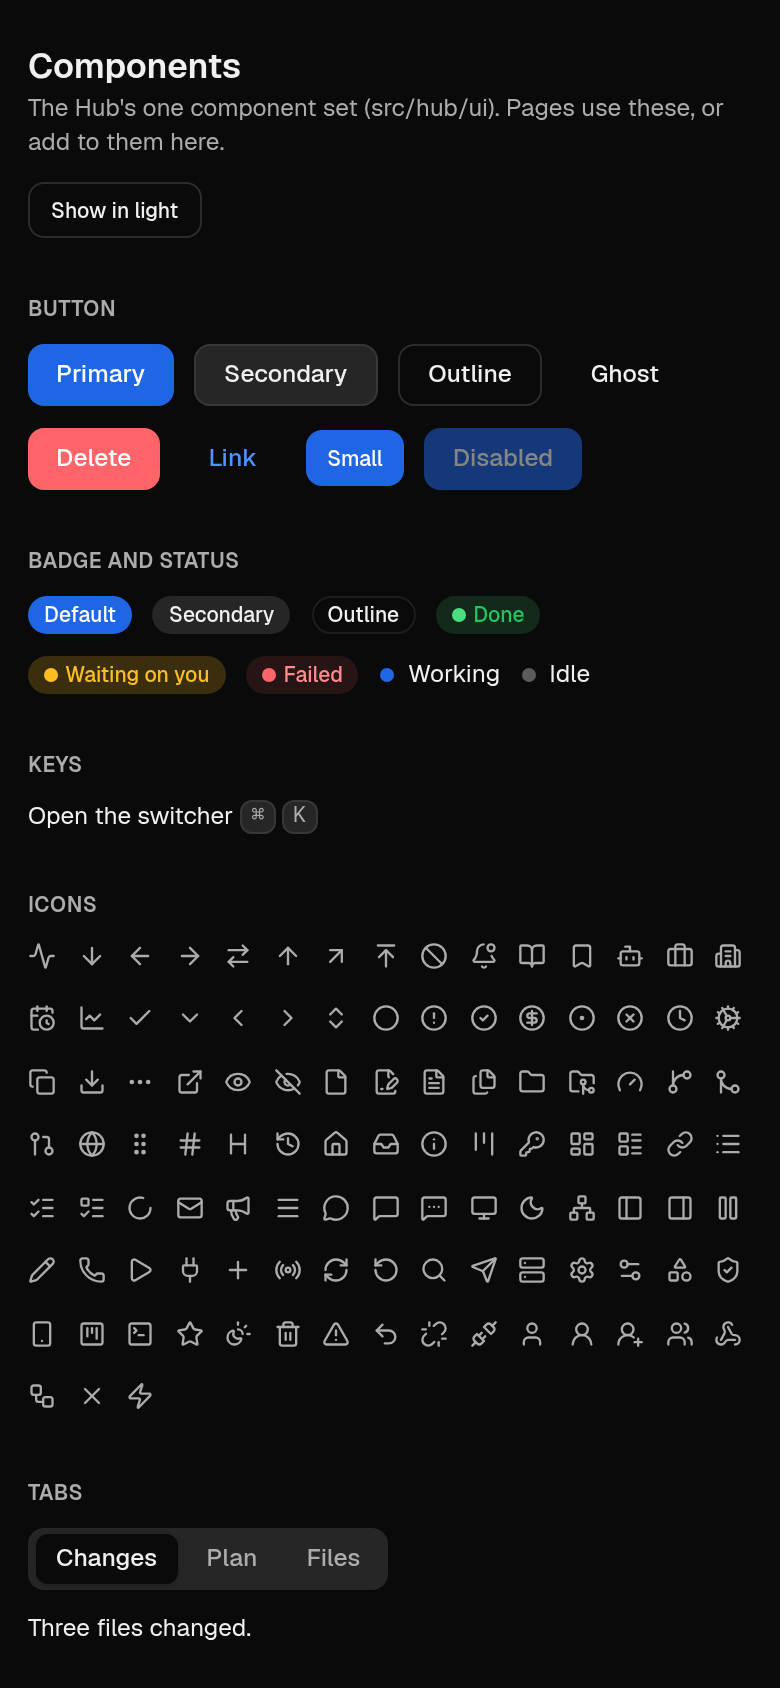 Components
The Hub's one component set (src/hub/ui). Pages use these, or
add to them here.
Show in light
BUTTON
Primary Secondary Outline Ghost
Delete Link Small Disabled
BADGE AND STATUS
Default Secondary Outline Done
Waiting on you Failed Working Idle
KEYS
Open the switcher ⌘ K
ICONS
TABS
Changes Plan Files
Three files changed.